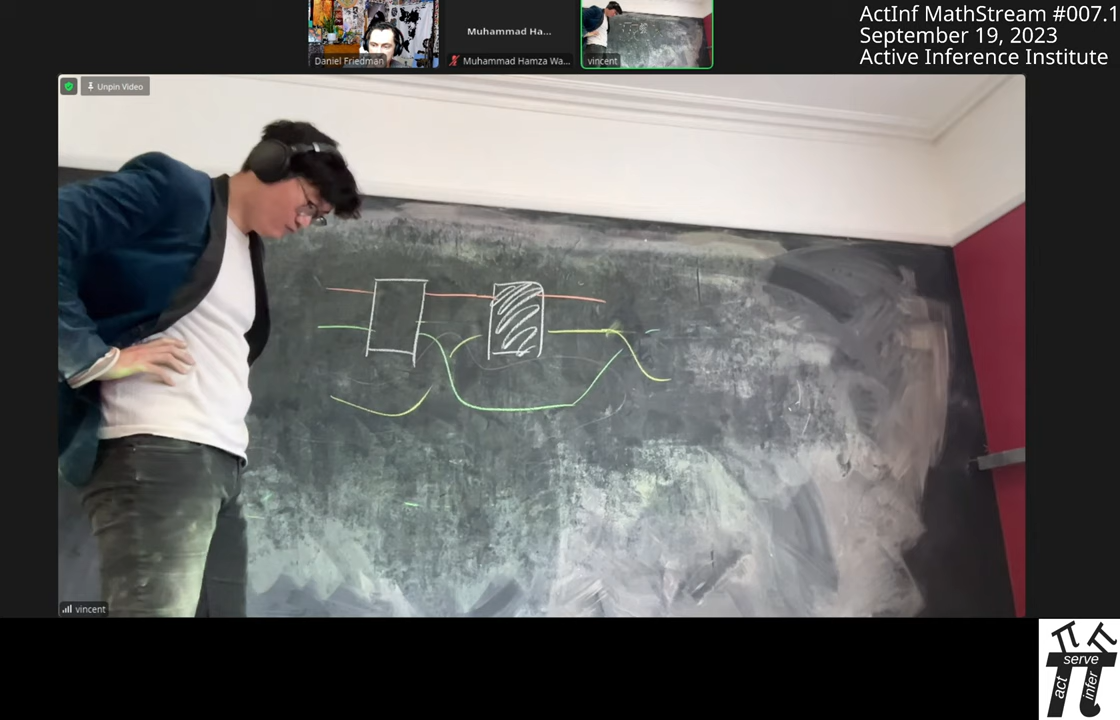 ActInf MathStream #007.1
September 19, 2023
Active Inference Institute
Muhammad Ha...
Daniel Friedman
Muhammad Hamza Wa...
vincent
Unpin Video
vincent
π π
serve
act π infer